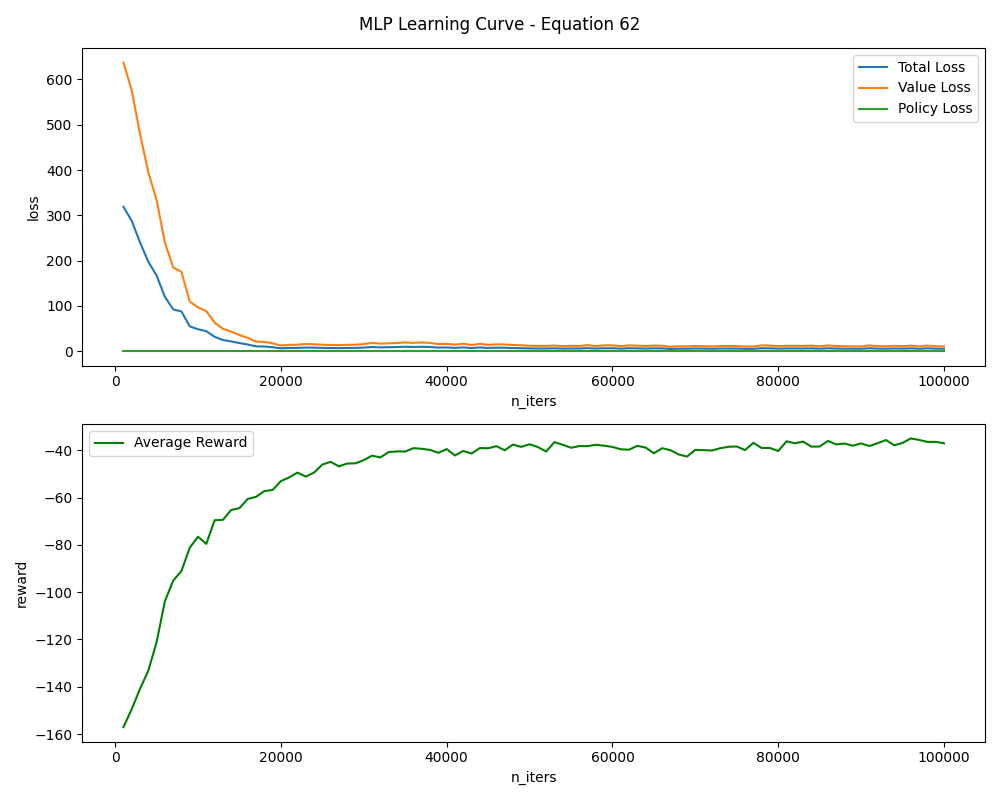 MLP Learning Curve - Equation 62
600
500
400
300
200
100
0
loss
Total Loss
Value Loss
Policy Loss
0 20000 40000 60000 80000 100000
n_iters
−40
−60
−80
−100
−120
−140
−160
reward
Average Reward
0 20000 40000 60000 80000 100000
n_iters